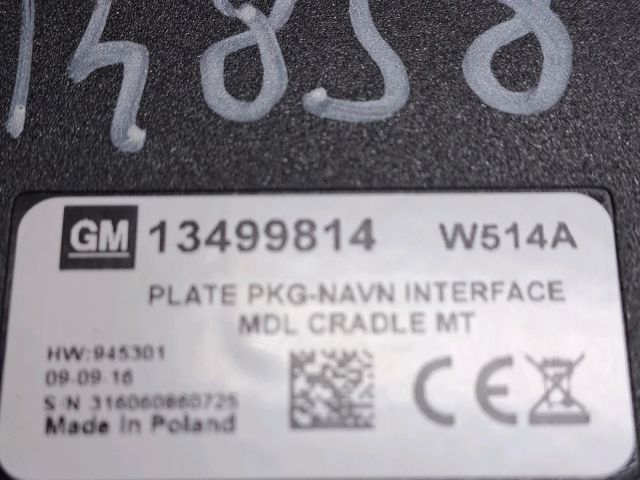 14858
GM 13499814 W514A
PLATE PKG-NAVN INTERFACE
MDL CRADLE MT
HW:945301
09-09-16
S/N 316060860725
Made in Poland
CE